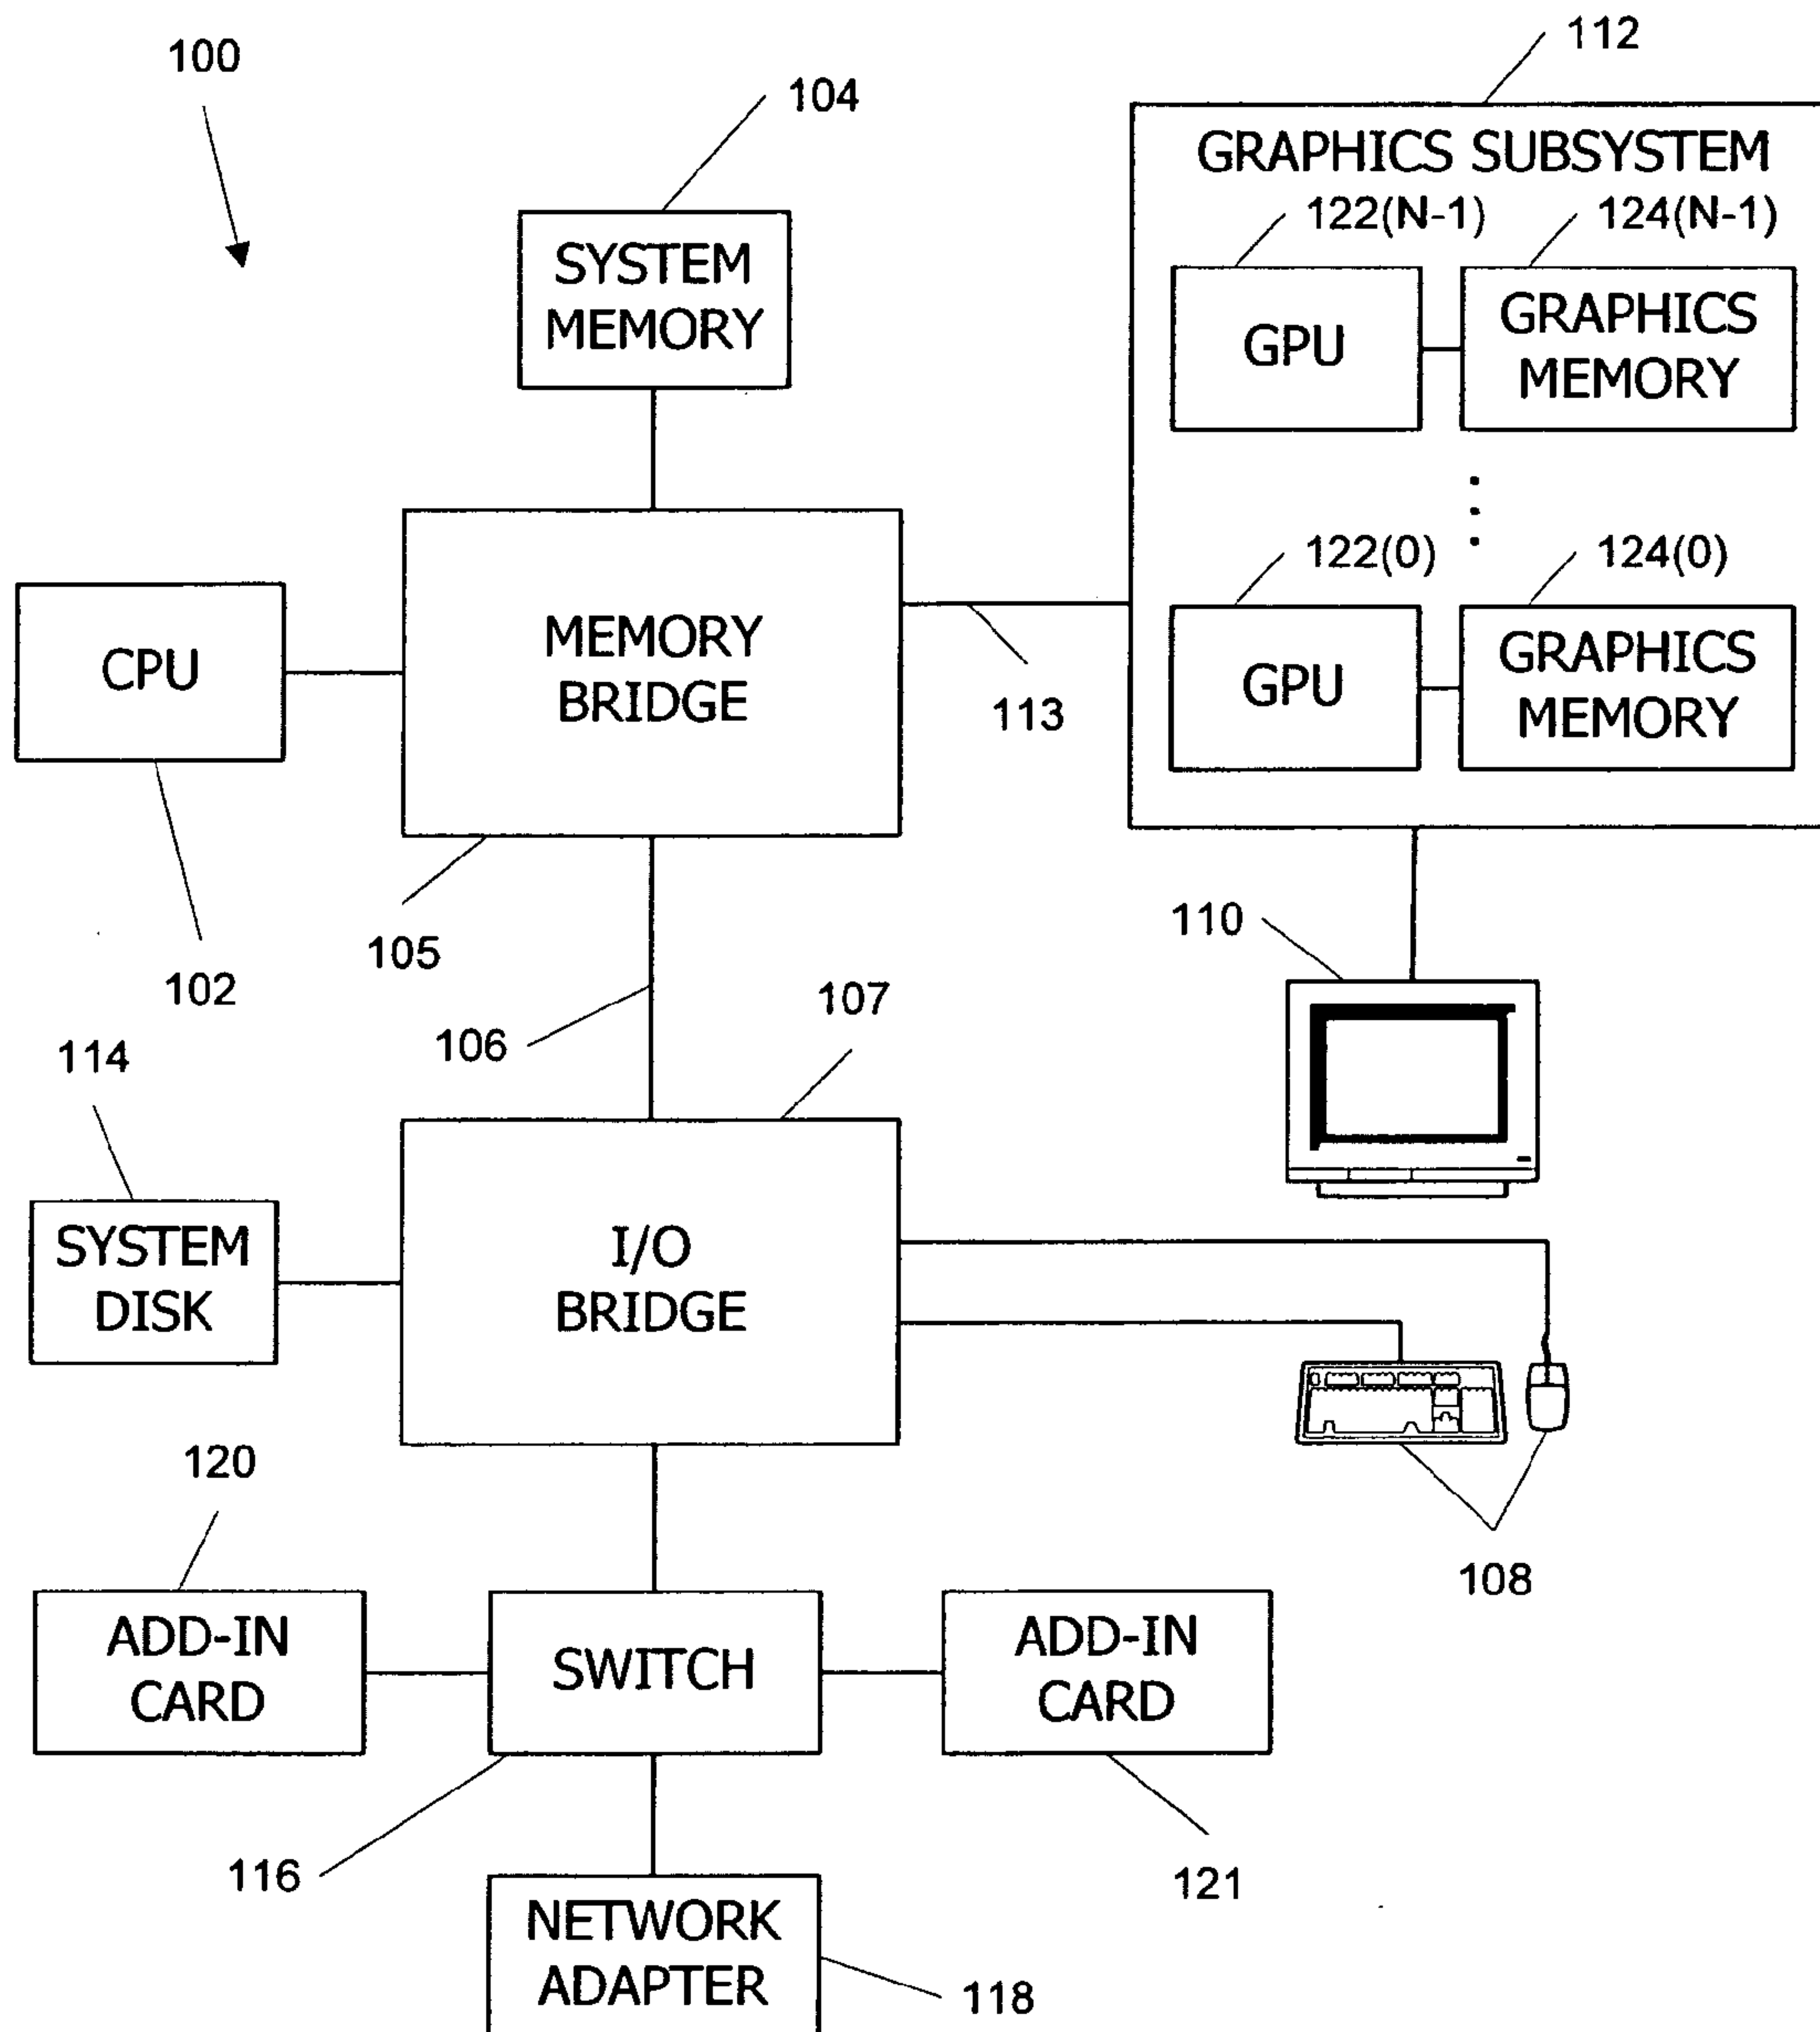 100
112
104
GRAPHICS SUBSYSTEM
122(N-1)
124(N-1)
SYSTEM
MEMORY
GPU
GRAPHICS
MEMORY
122(0)
124(0)
CPU
MEMORY
BRIDGE
GPU
GRAPHICS
MEMORY
113
105
102
110
106
107
114
SYSTEM
DISK
I/O
BRIDGE
120
108
ADD-IN
CARD
SWITCH
ADD-IN
CARD
116
121
NETWORK
ADAPTER
118